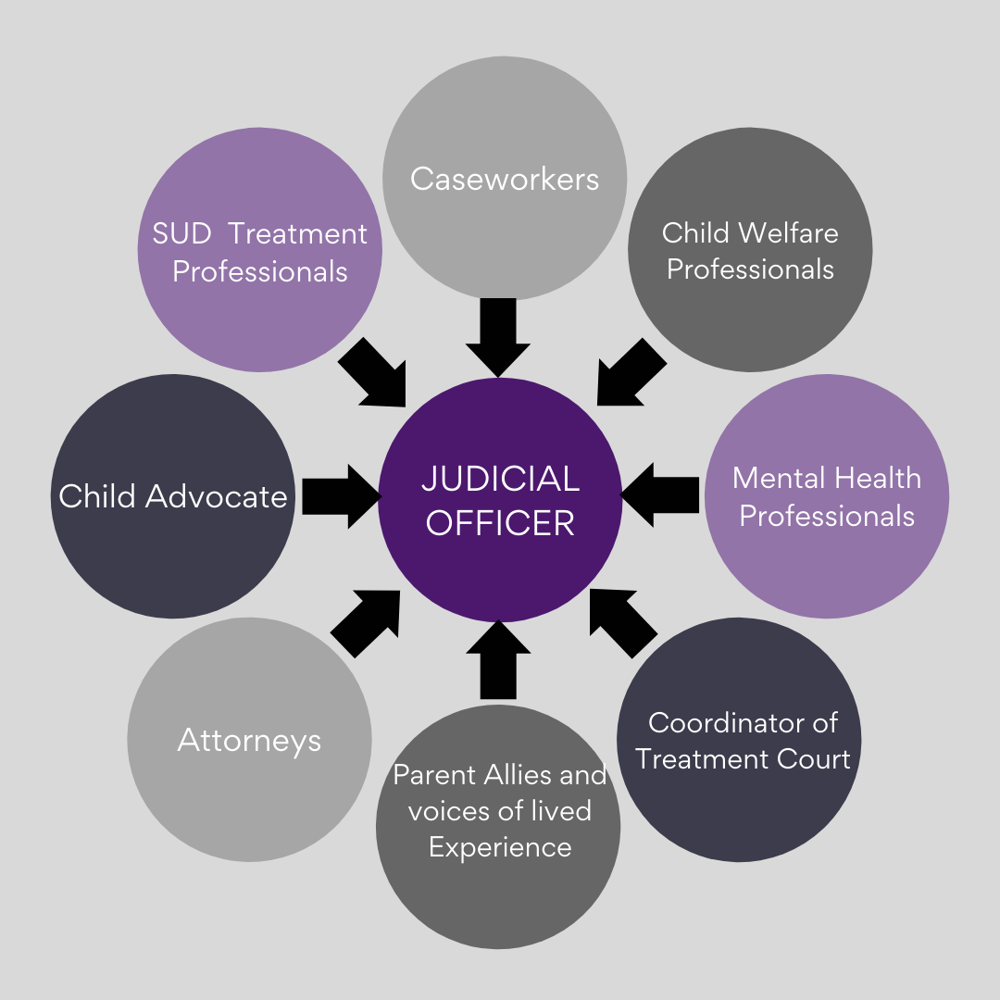 Caseworkers
SUD  Treatment
Professionals
Child Welfare
Professionals
Child Advocate
JUDICIAL
OFFICER
Mental Health
Professionals
Attorneys
Coordinator of
Treatment Court
Parent Allies and
voices of lived
Experience